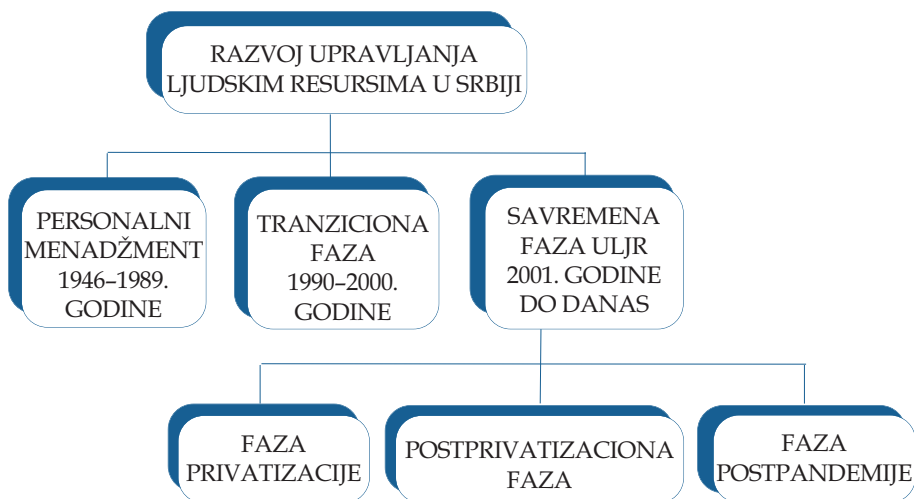 RAZVOJ UPRAVLJANJA
LJUDSKIM RESURSIMA U SRBIJI
PERSONALNI
MENADŽMENT
1946–1989.
GODINE
TRANZICIONA
FAZA
1990–2000.
GODINE
SAVREMENA
FAZA ULJR
2001. GODINE
DO DANAS
FAZA
PRIVATIZACIJE
POSTPRIVATIZACIONA
FAZA
FAZA
POSTPANDEMIJE